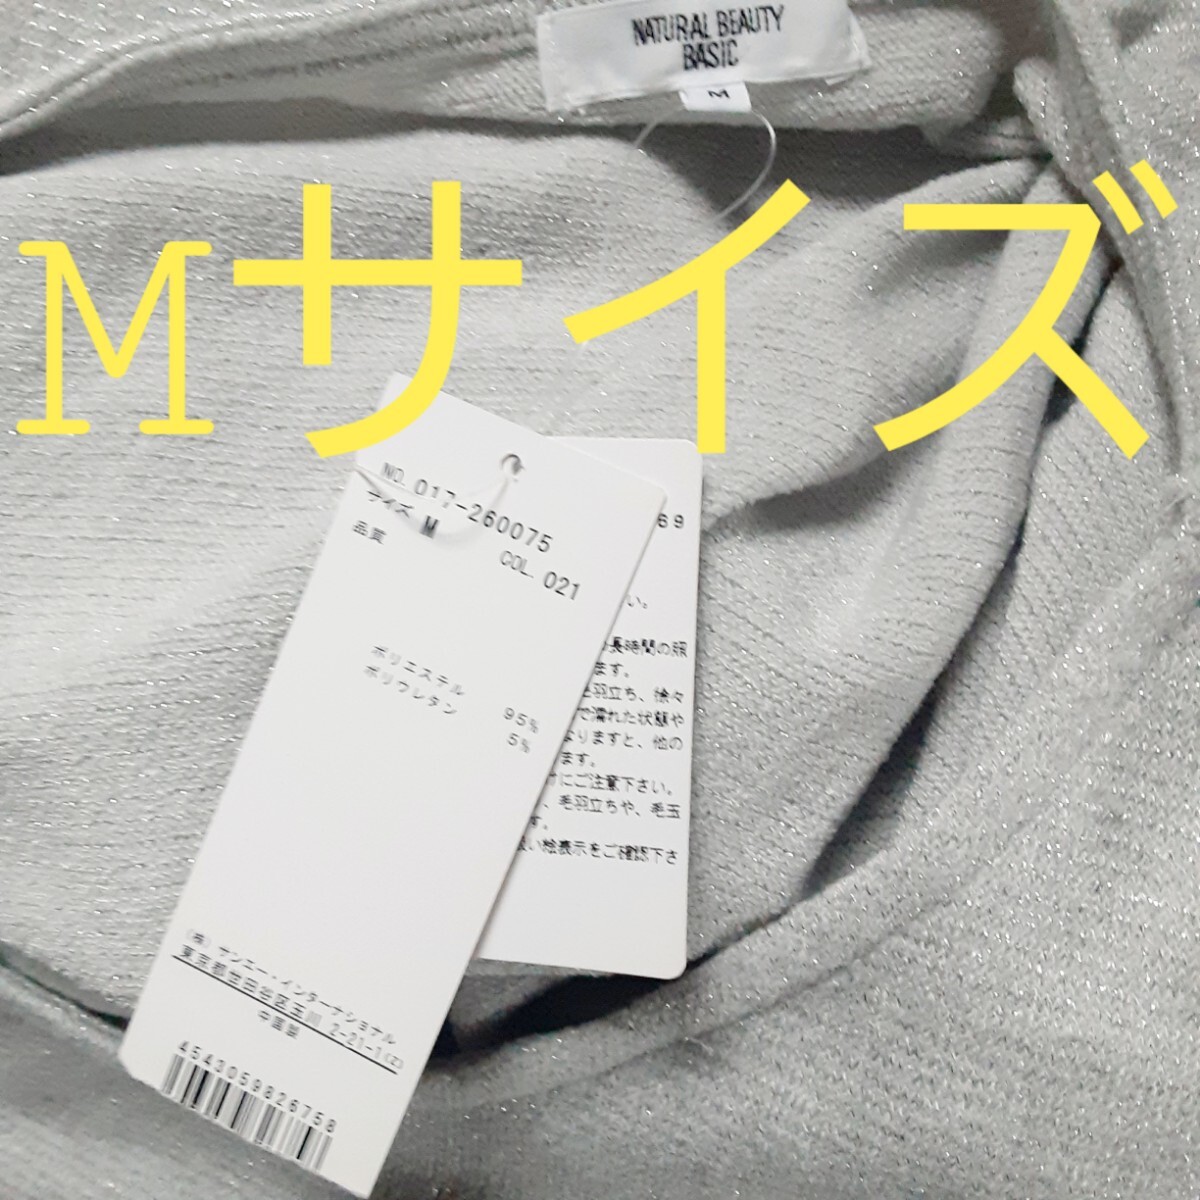 NATURAL BEAUTY
BASIC
M
Mサイズ
NO. 017-260075
サイズ M
COL. 021
品質
ポリエステル 95%
ポリウレタン 5%
(株) サンエー・インターナショナル
東京都世田谷区玉川 2-21-1(Z)
中国製
4543059826758
69
い。
長時間の照
ます。
羽立ち、徐々
で濡れた状態や
なりますと、他の
ます。
にご注意下さい。
、毛羽立ちや、毛玉
す。
い絵表示をご確認下さ